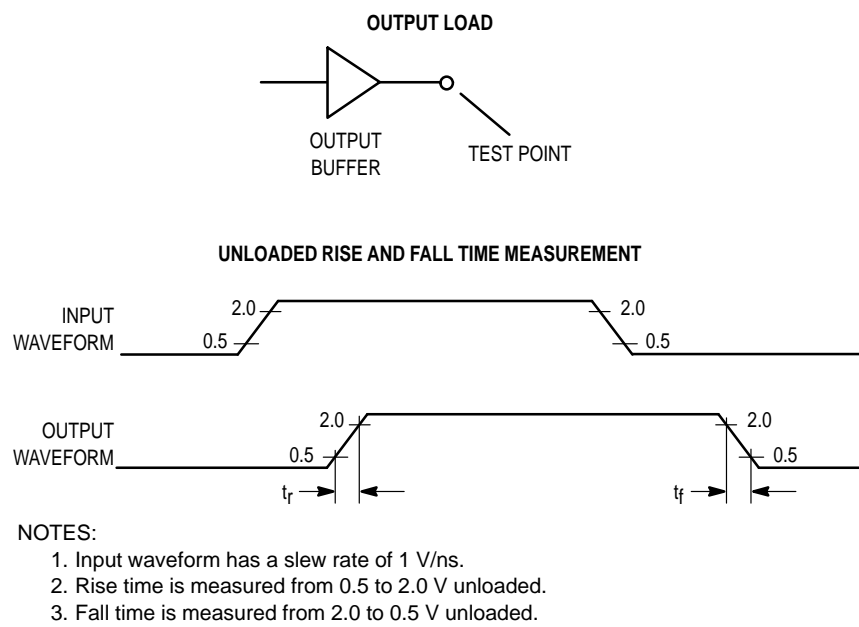 OUTPUT LOAD
OUTPUT
BUFFER
TEST POINT
UNLOADED RISE AND FALL TIME MEASUREMENT
INPUT
WAVEFORM
2.0
0.5
2.0
0.5
OUTPUT
WAVEFORM
2.0
0.5
2.0
0.5
tr
tf
NOTES:
1. Input waveform has a slew rate of 1 V/ns.
2. Rise time is measured from 0.5 to 2.0 V unloaded.
3. Fall time is measured from 2.0 to 0.5 V unloaded.